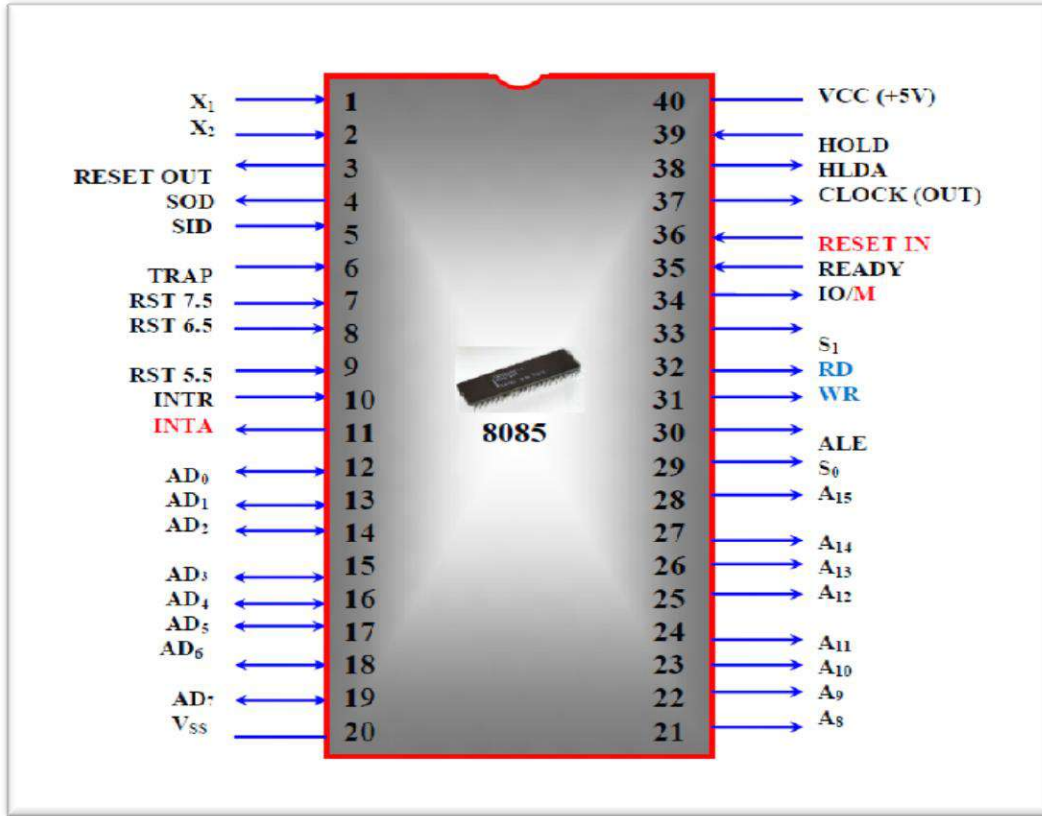 X₁
X₂
RESET OUT
SOD
SID
TRAP
RST 7.5
RST 6.5
RST 5.5
INTR
INTA
AD₀
AD₁
AD₂
AD₃
AD₄
AD₅
AD₆
AD₇
VSS
1
2
3
4
5
6
7
8
9
10
11
12
13
14
15
16
17
18
19
20
8085
40
39
38
37
36
35
34
33
32
31
30
29
28
27
26
25
24
23
22
21
VCC (+5V)
HOLD
HLDA
CLOCK (OUT)
RESET IN
READY
IO/M
S₁
RD
WR
ALE
S₀
A₁₅
A₁₄
A₁₃
A₁₂
A₁₁
A₁₀
A₉
A₈